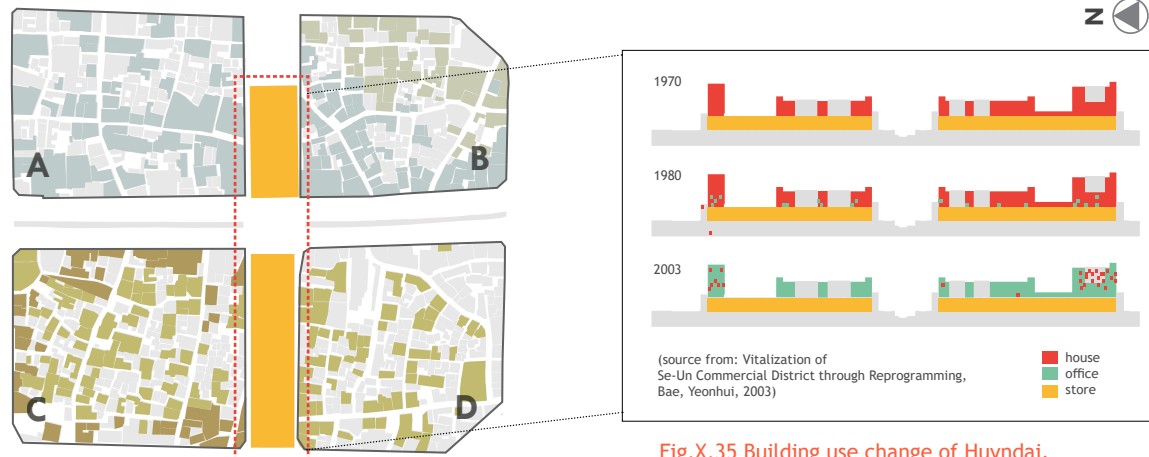 A
B
C
D
N
1970
1980
2003
(source from: Vitalization of
Se-Un Commercial District through Reprogramming,
Bae, Yeonhui, 2003)
house
office
store
Fig.X.35 Building use change of Huyndai.